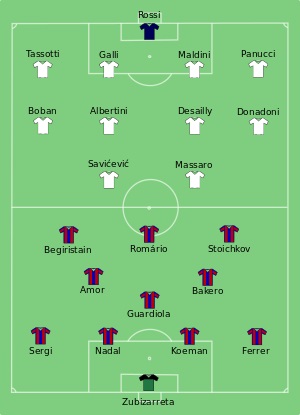 Rossi
Tassotti Galli Maldini Panucci
Boban Albertini Desailly Donadoni
Savićević Massaro
Begiristain Romário Stoichkov
Amor Bakero
Guardiola
Sergi Nadal Koeman Ferrer
Zubizarreta